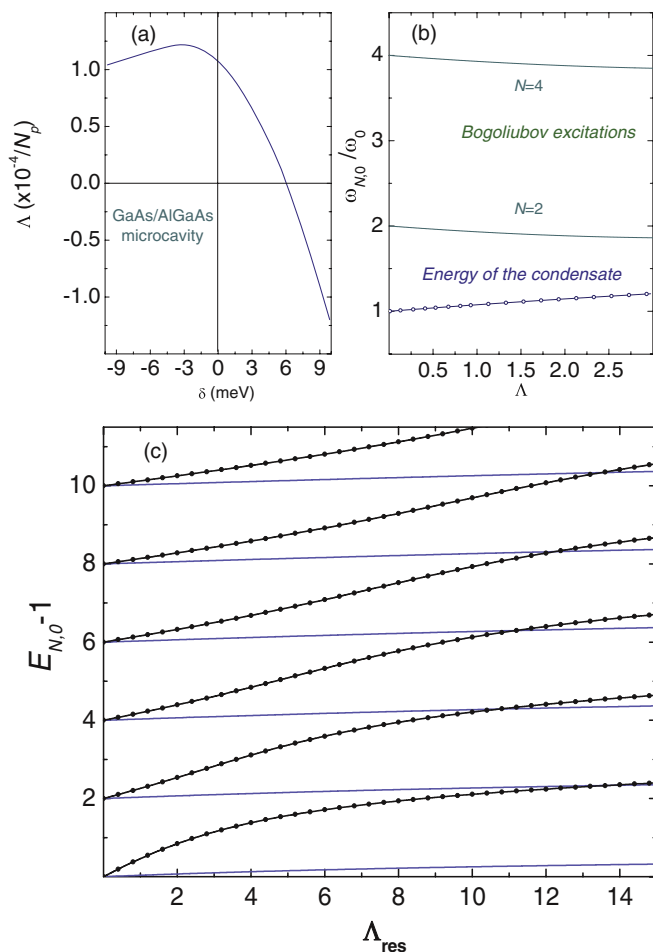 (a)
Λ (x10⁻⁴/Nₚ)
1.0
0.5
0.0
-0.5
-1.0
GaAs/AlGaAs
microcavity
-9 -6 -3 0 3 6 9
δ (meV)
(b)
ω_N,0 /ω₀
4
3
2
1
N=4
Bogoliubov excitations
N=2
Energy of the condensate
0.5 1.0 1.5 2.0 2.5
Λ
(c)
E_N,0-1
10
8
6
4
2
2 4 6 8 10 12 14
Λ_res